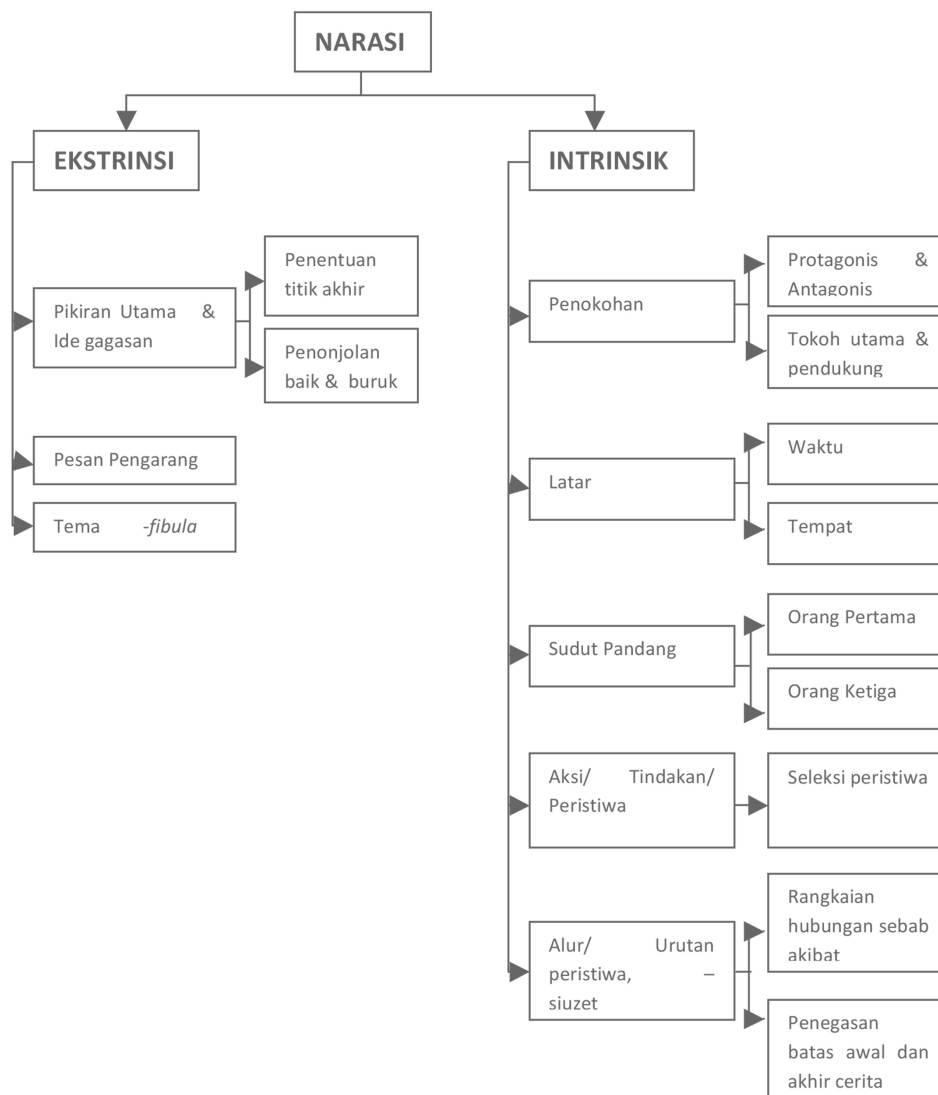 NARASI
EKSTRINSI
Pikiran Utama &
Ide gagasan
Penentuan
titik akhir
Penonjolan
baik & buruk
Pesan Pengarang
Tema -fibula
INTRINSIK
Penokohan
Protagonis &
Antagonis
Tokoh utama &
pendukung
Latar
Waktu
Tempat
Sudut Pandang
Orang Pertama
Orang Ketiga
Aksi/ Tindakan/
Peristiwa
Seleksi peristiwa
Alur/ Urutan
peristiwa, –
siuzet
Rangkaian
hubungan sebab
akibat
Penegasan
batas awal dan
akhir cerita